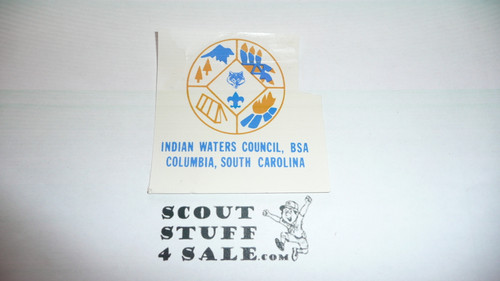 INDIAN WATERS COUNCIL, BSA
COLUMBIA, SOUTH CAROLINA
SCOUT
STUFF
4 SALE.COM